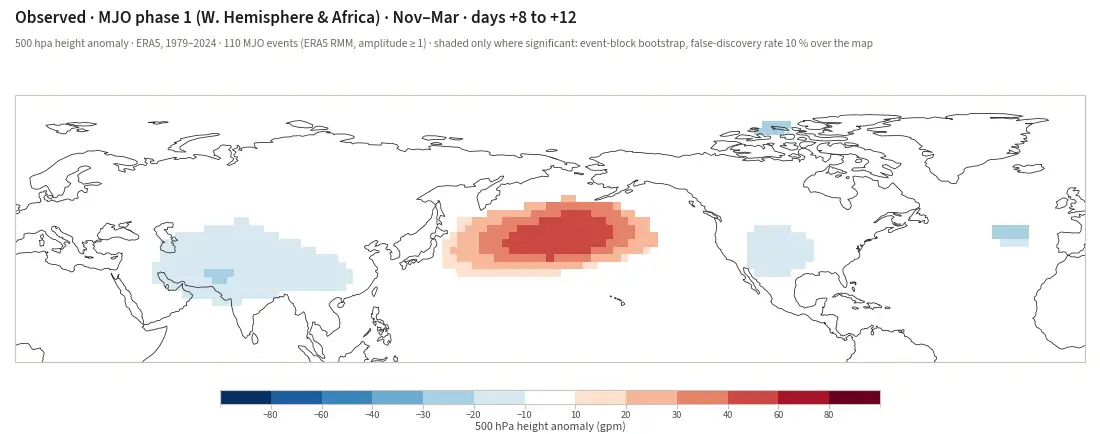 Observed · MJO phase 1 (W. Hemisphere & Africa) · Nov–Mar · days +8 to +12
500 hpa height anomaly · ERA5, 1979–2024 · 110 MJO events (ERA5 RMM, amplitude ≥ 1) · shaded only where significant: event-block bootstrap, false-discovery rate 10 % over the map
−80 −60 −40 −30 −20 −10 10 20 30 40 60 80
500 hPa height anomaly (gpm)